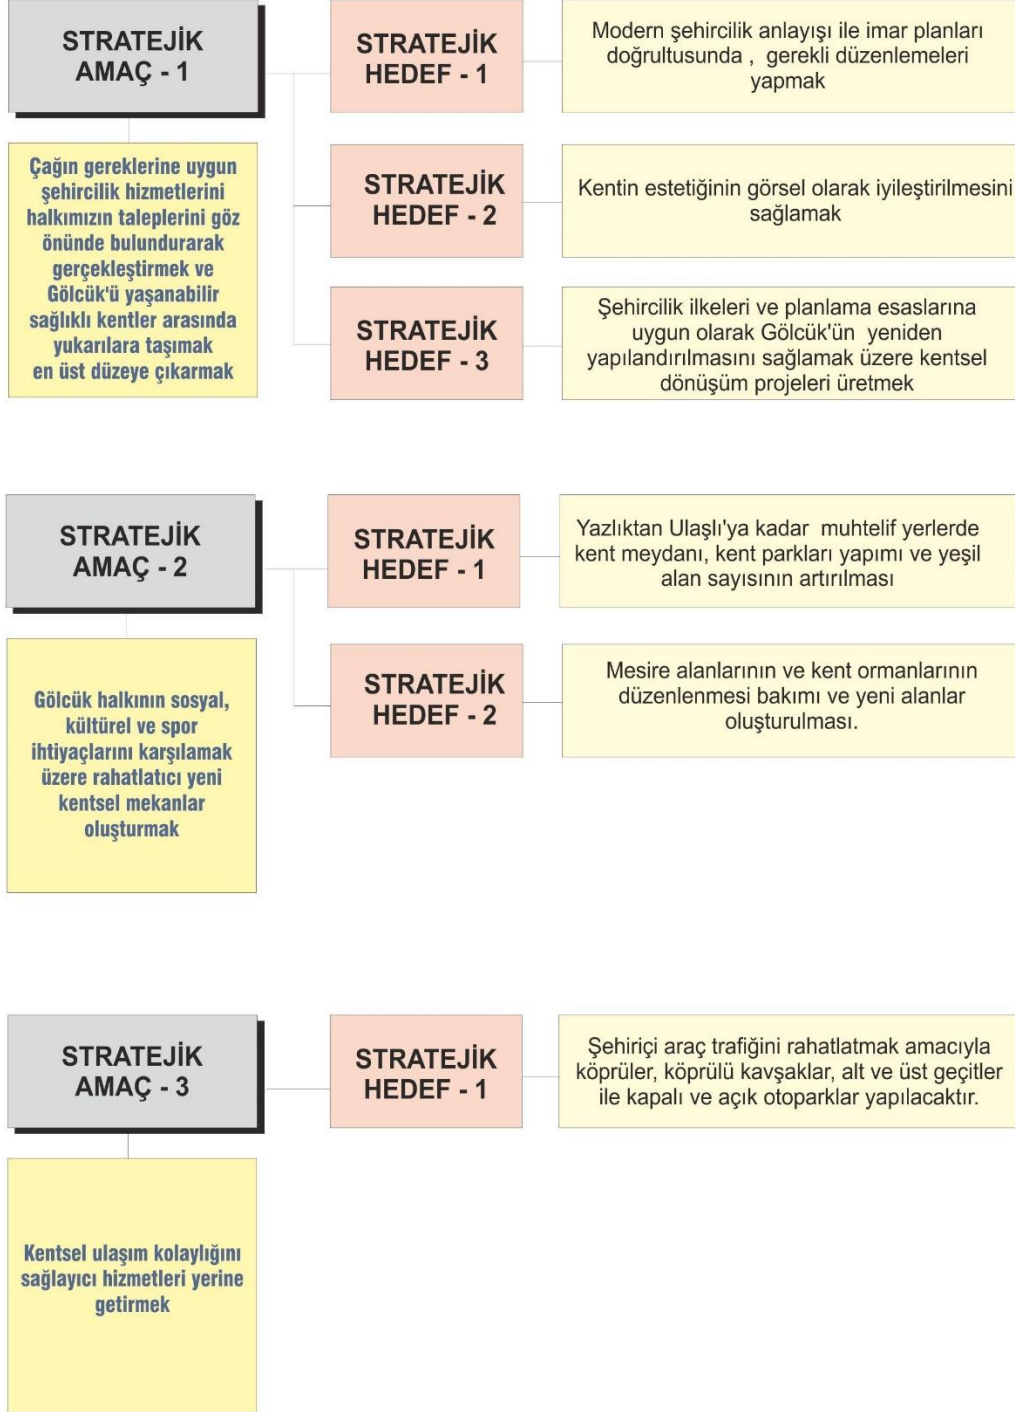 STRATEJİK
AMAÇ - 1
Çağın gereklerine uygun
şehircilik hizmetlerini
halkımızın taleplerini göz
önünde bulundurarak
gerçekleştirmek ve
Gölcük'ü yaşanabilir
sağlıklı kentler arasında
yukarılara taşımak
en üst düzeye çıkarmak
STRATEJİK
HEDEF - 1
Modern şehircilik anlayışı ile imar planları
doğrultusunda , gerekli düzenlemeleri
yapmak
STRATEJİK
HEDEF - 2
Kentin estetiğinin görsel olarak iyileştirilmesini
sağlamak
STRATEJİK
HEDEF - 3
Şehircilik ilkeleri ve planlama esaslarına
uygun olarak Gölcük'ün yeniden
yapılandırılmasını sağlamak üzere kentsel
dönüşüm projeleri üretmek
STRATEJİK
AMAÇ - 2
Gölcük halkının sosyal,
kültürel ve spor
ihtiyaçlarını karşılamak
üzere rahatlatıcı yeni
kentsel mekanlar
oluşturmak
STRATEJİK
HEDEF - 1
Yazlıktan Ulaşlı'ya kadar muhtelif yerlerde
kent meydanı, kent parkları yapımı ve yeşil
alan sayısının artırılması
STRATEJİK
HEDEF - 2
Mesire alanlarının ve kent ormanlarının
düzenlenmesi bakımı ve yeni alanlar
oluşturulması.
STRATEJİK
AMAÇ - 3
Kentsel ulaşım kolaylığını
sağlayıcı hizmetleri yerine
getirmek
STRATEJİK
HEDEF - 1
Şehiriçi araç trafiğini rahatlatmak amacıyla
köprüler, köprülü kavşaklar, alt ve üst geçitler
ile kapalı ve açık otoparklar yapılacaktır.